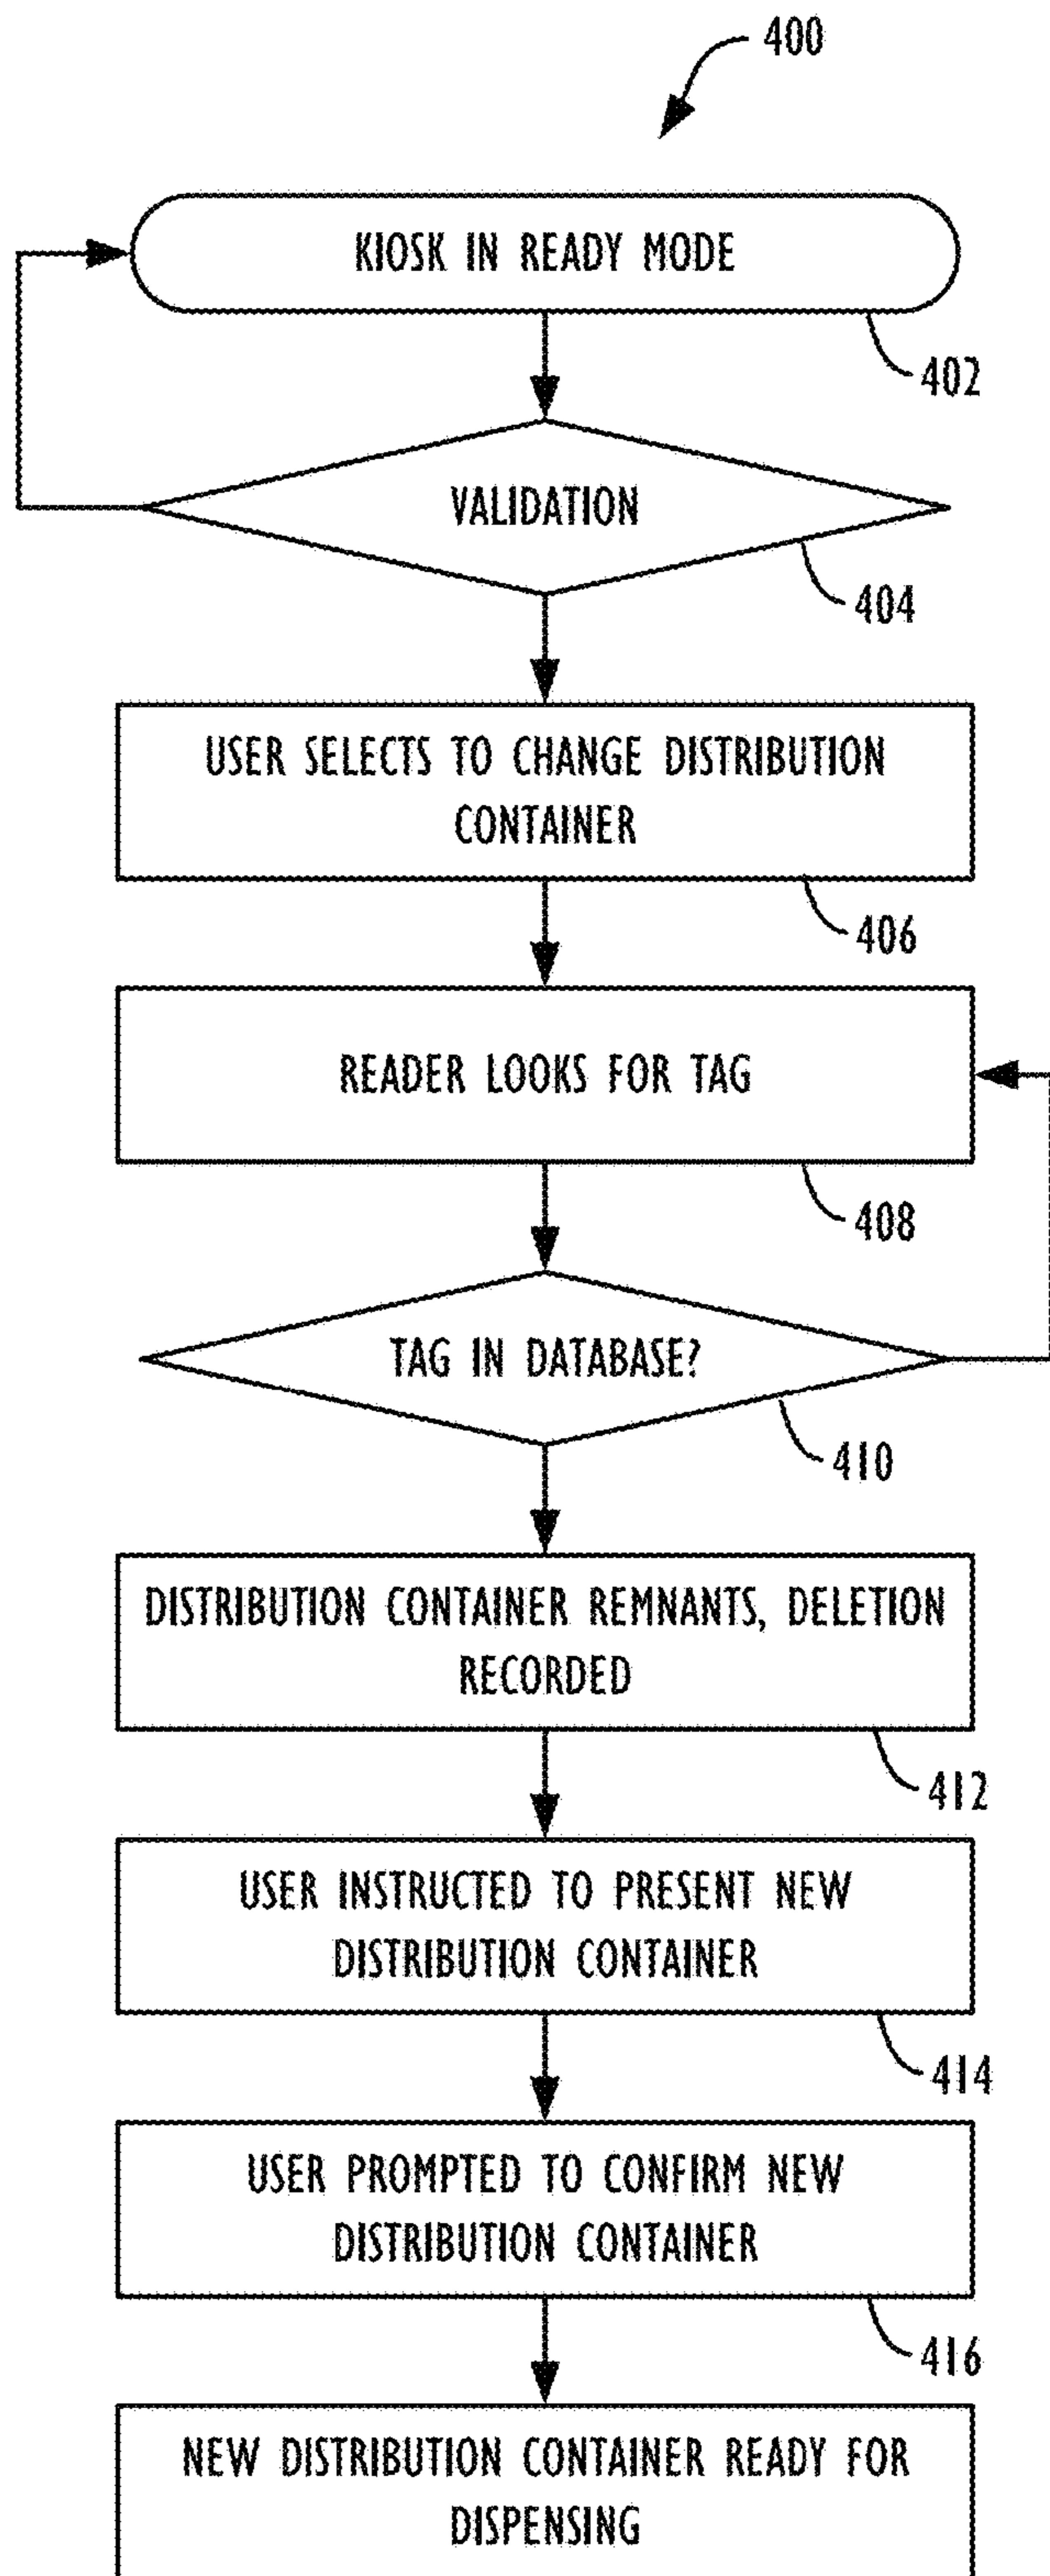 400
KIOSK IN READY MODE
402
VALIDATION
404
USER SELECTS TO CHANGE DISTRIBUTION
CONTAINER
406
READER LOOKS FOR TAG
408
TAG IN DATABASE?
410
DISTRIBUTION CONTAINER REMNANTS, DELETION
RECORDED
412
USER INSTRUCTED TO PRESENT NEW
DISTRIBUTION CONTAINER
414
USER PROMPTED TO CONFIRM NEW
DISTRIBUTION CONTAINER
416
NEW DISTRIBUTION CONTAINER READY FOR
DISPENSING